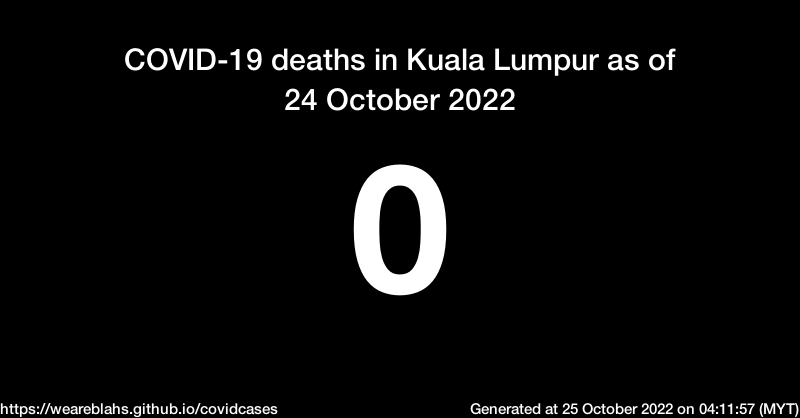 COVID-19 deaths in Kuala Lumpur as of
24 October 2022
0
https://weareblahs.github.io/covidcases
Generated at 25 October 2022 on 04:11:57 (MYT)